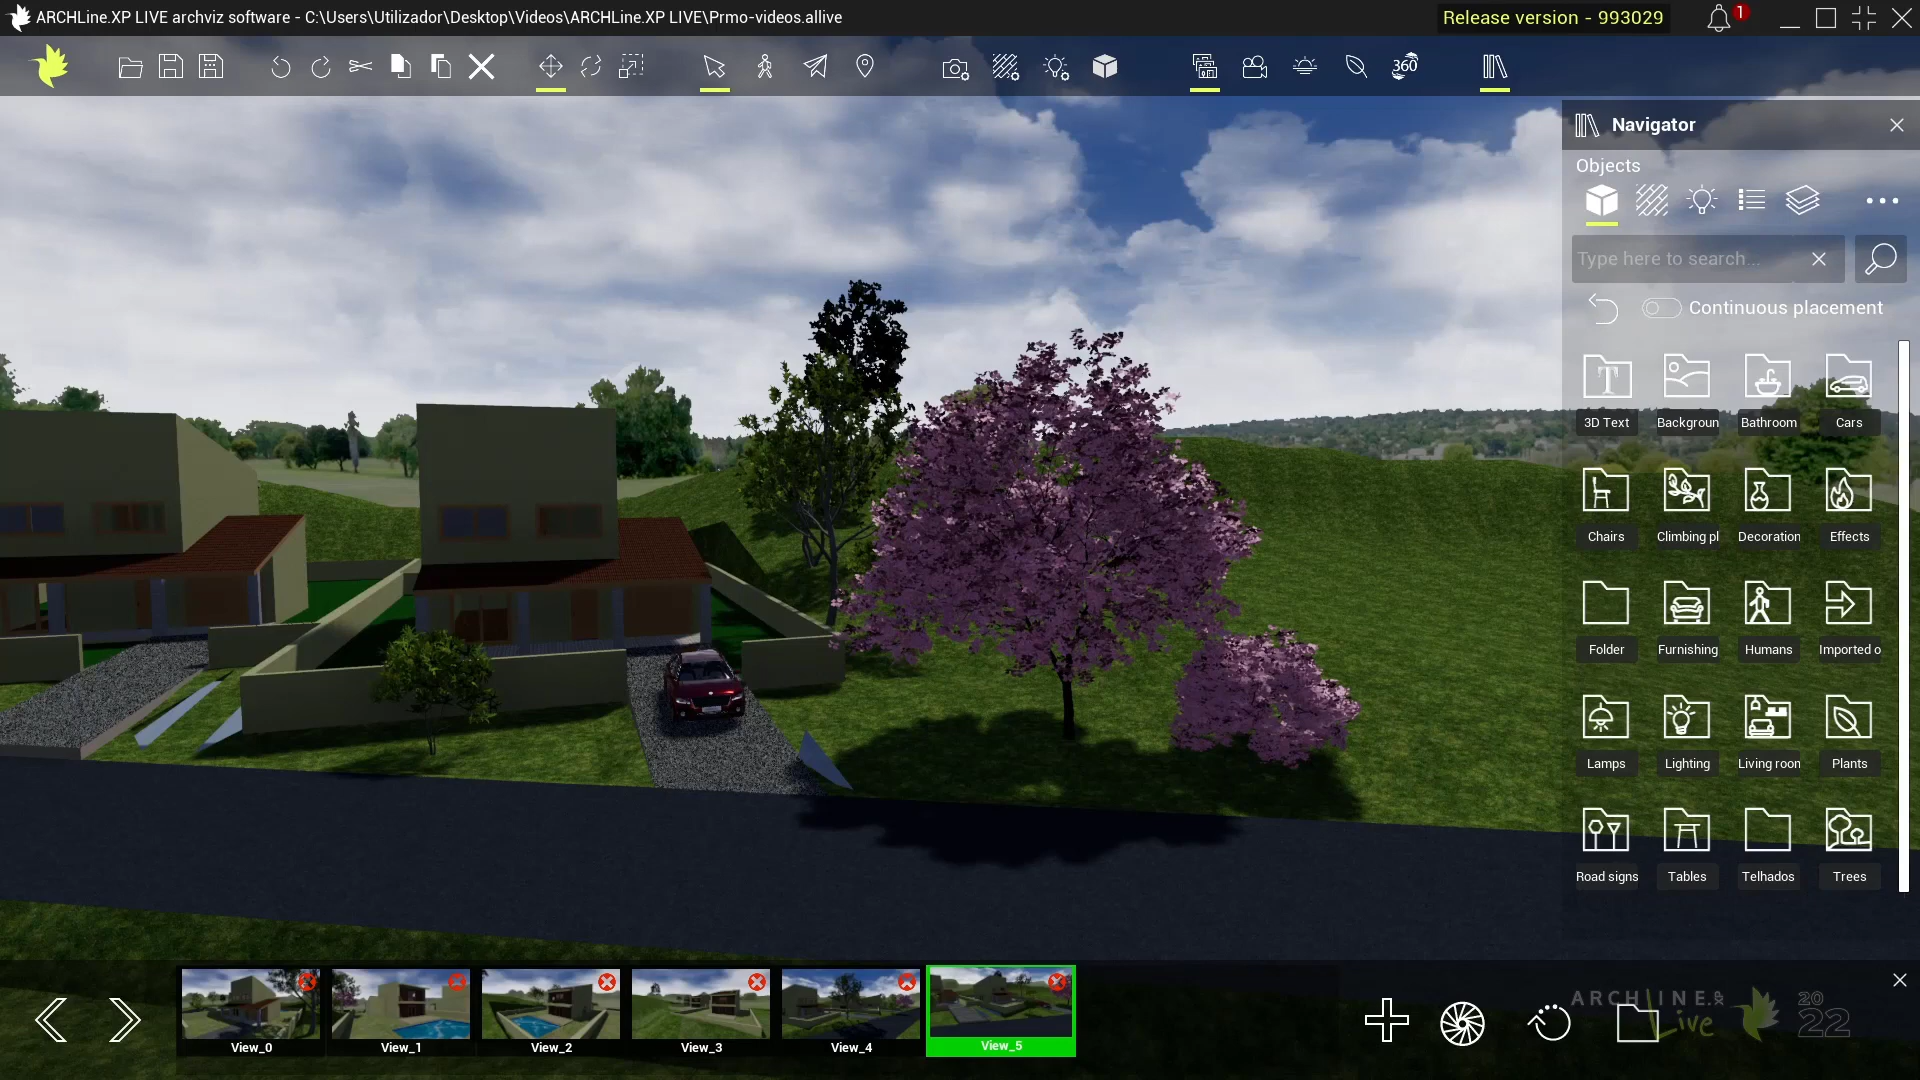 ARCHLine.XP LIVE archviz software - C:\Users\Utilizador\Desktop\Videos\ARCHLine.XP LIVE\Prmo-videos.allive
Release version - 993029
1
360
Navigator
Objects
Type here to search...
Continuous placement
T
3D Text
Backgroun
Bathroom
Cars
Chairs
Climbing pl
Decoration
Effects
Folder
Furnishing
Humans
Imported o
Lamps
Lighting
Living room
Plants
Road signs
Tables
Telhados
Trees
View_0
View_1
View_2
View_3
View_4
View_5
ARCHLINE.XP
Live
2022